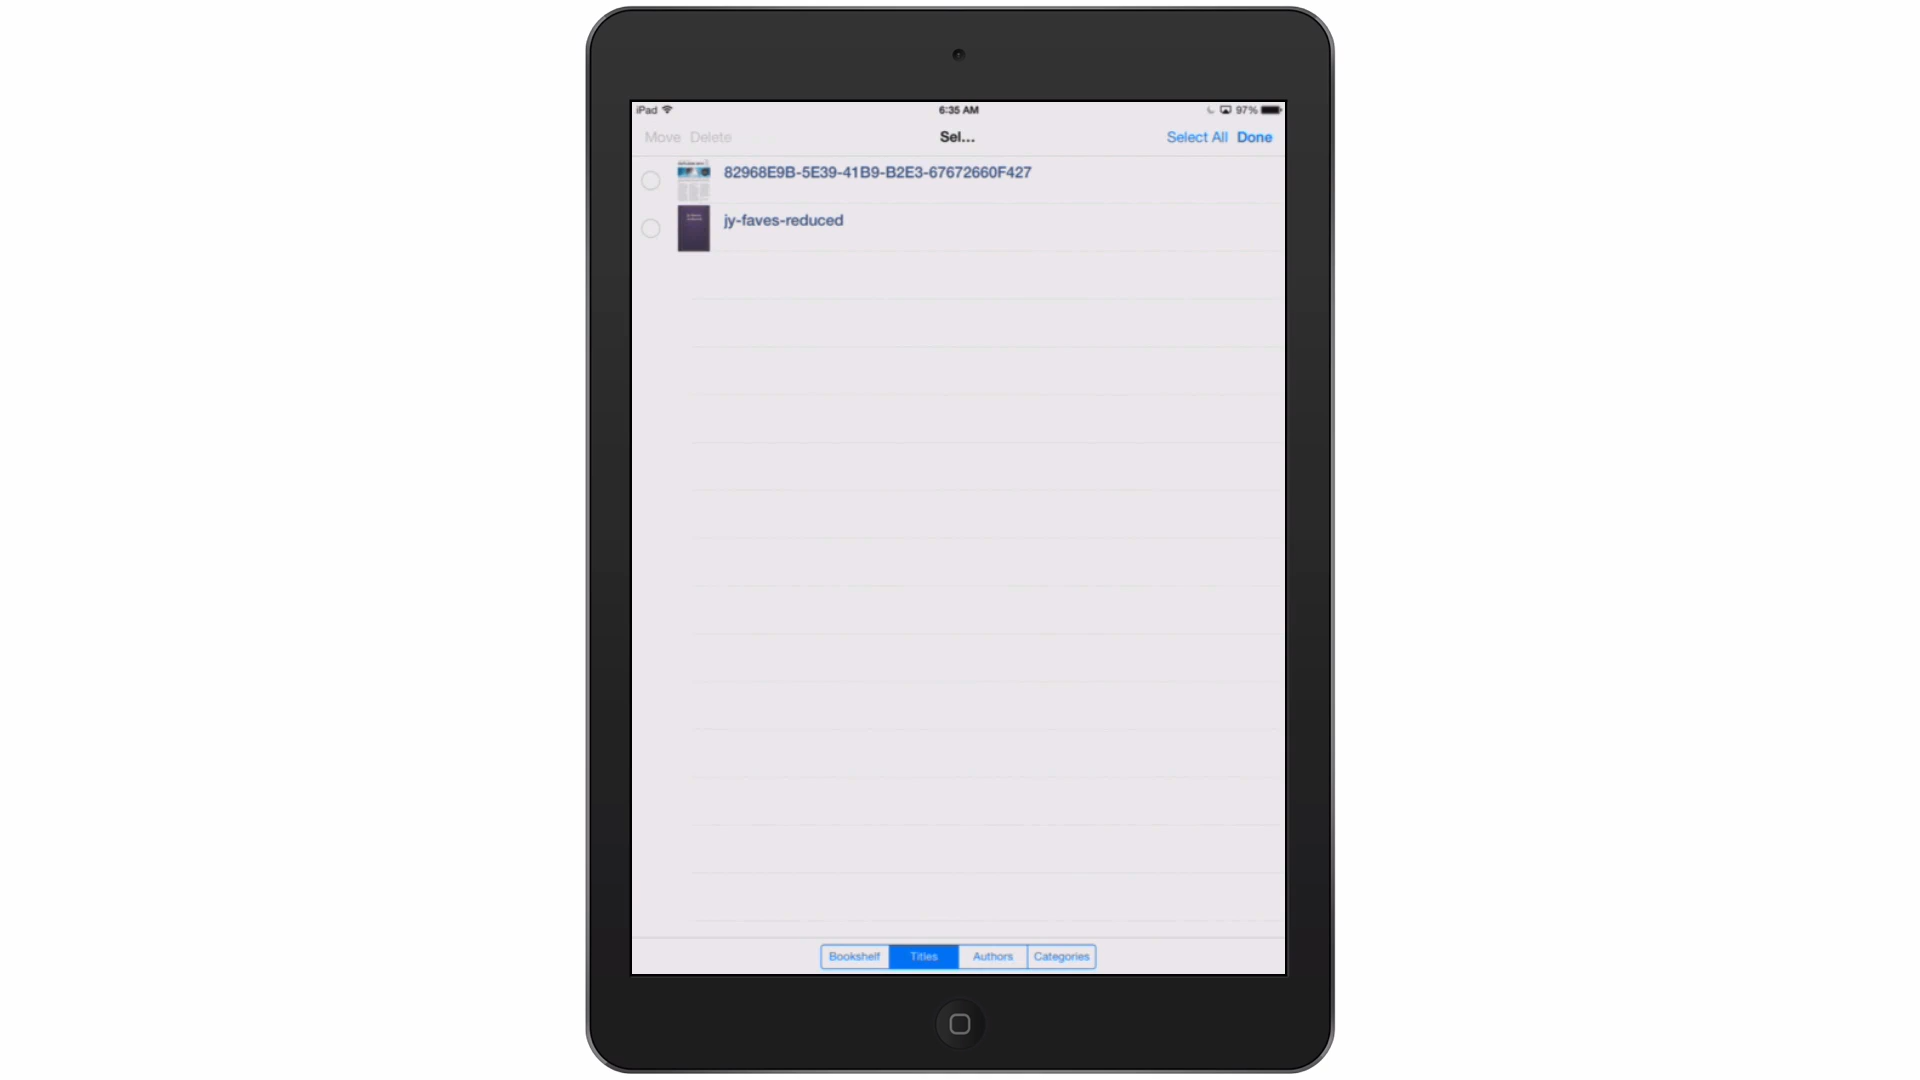 iPad 6:35 AM 97%
Move Delete Sel... Select All Done
82968E9B-5E39-41B9-B2E3-67672660F427
jy-faves-reduced
Bookshelf Titles Authors Categories